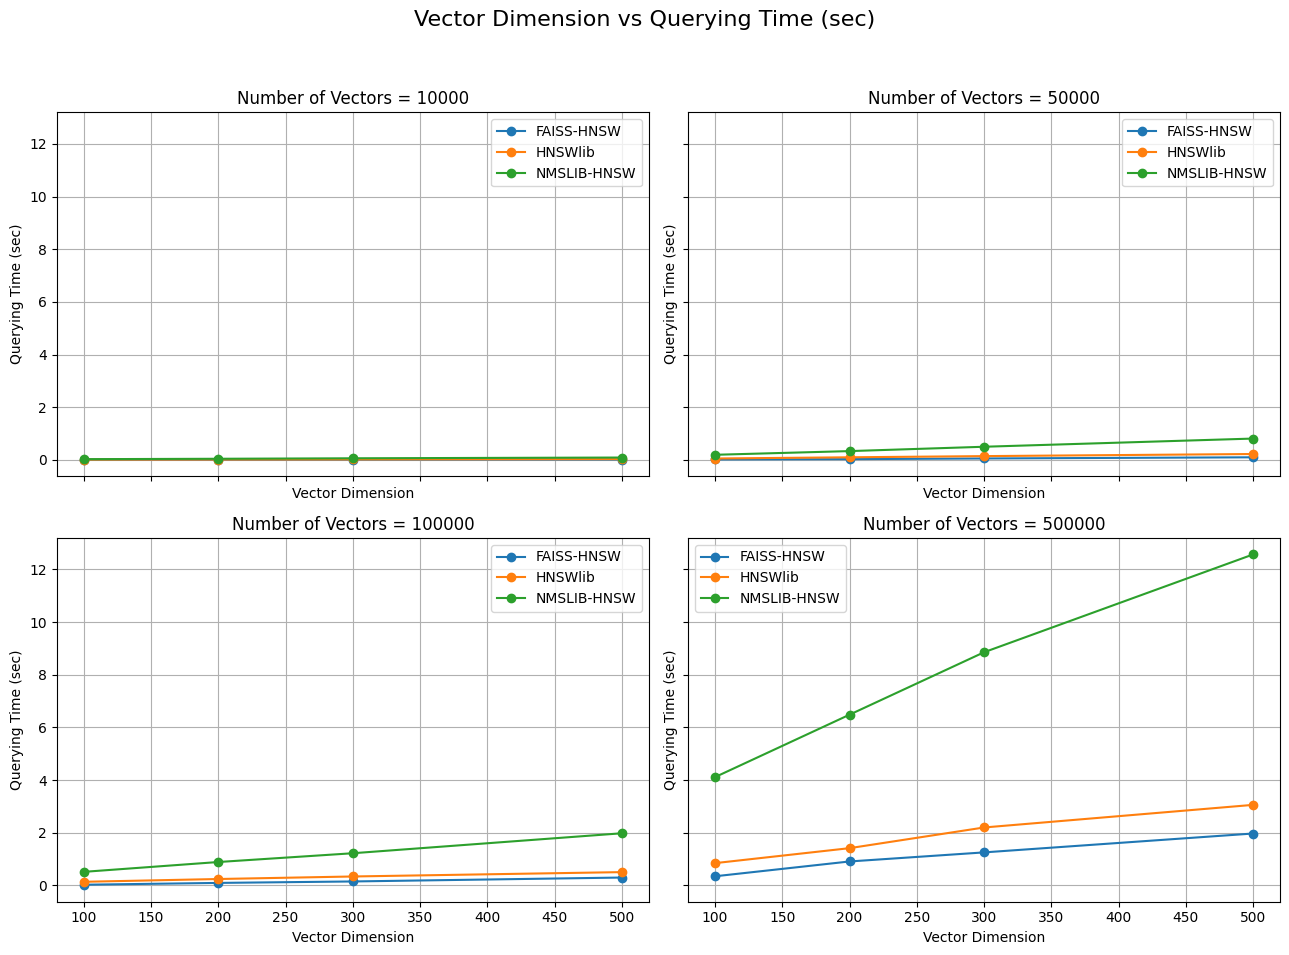 Vector Dimension vs Querying Time (sec)
Number of Vectors = 10000
FAISS-HNSW
HNSWlib
NMSLIB-HNSW
12
10
8
6
4
2
0
Querying Time (sec)
Vector Dimension
Number of Vectors = 50000
FAISS-HNSW
HNSWlib
NMSLIB-HNSW
Querying Time (sec)
Vector Dimension
Number of Vectors = 100000
FAISS-HNSW
HNSWlib
NMSLIB-HNSW
12
10
8
6
4
2
0
Querying Time (sec)
100 150 200 250 300 350 400 450 500
Vector Dimension
Number of Vectors = 500000
FAISS-HNSW
HNSWlib
NMSLIB-HNSW
Querying Time (sec)
100 150 200 250 300 350 400 450 500
Vector Dimension